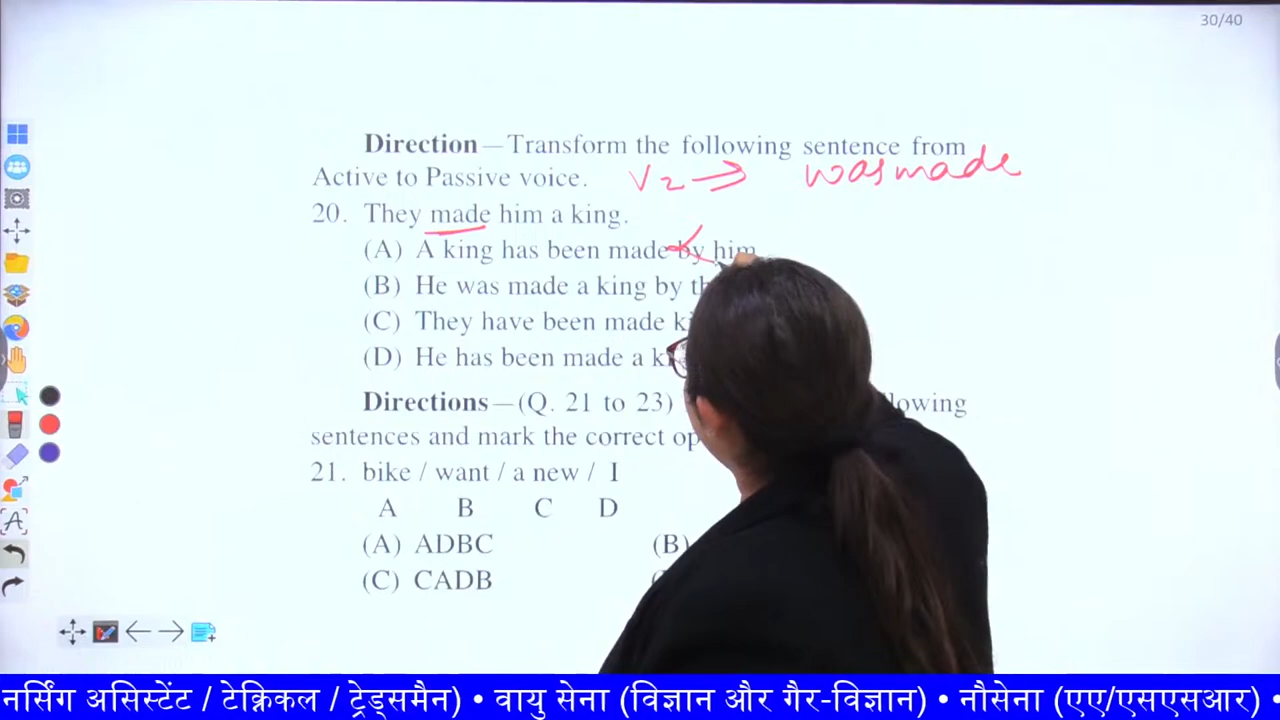 30/40
Direction—Transform the following sentence from
Active to Passive voice. V2 → was made
20. They made him a king.
(A) A king has been made by him
(B) He was made a king by
(C) They have been made
(D) He has been made a
Directions—(Q. 21 to 23)
sentences and mark the correct
21. bike / want / a new / I
A B C D
(A) ADBC (B)
(C) CADB
नर्सिंग असिस्टेंट / टेक्निकल / ट्रेड्समैन) • वायु सेना (विज्ञान और गैर-विज्ञान) • नौसेना (एए/एसएसआर) •